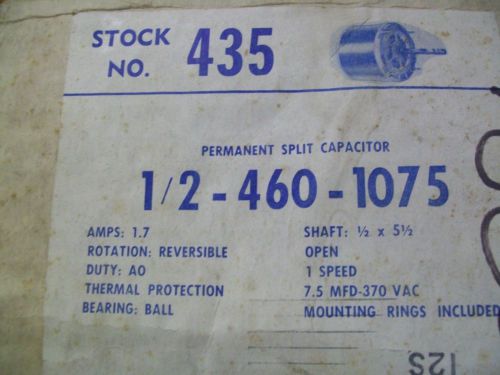 STOCK NO. 435
PERMANENT SPLIT CAPACITOR
1/2-460-1075
AMPS: 1.7
ROTATION: REVERSIBLE
DUTY: AO
THERMAL PROTECTION
BEARING: BALL
SHAFT: ½ x 5½
OPEN
1 SPEED
7.5 MFD-370 VAC
MOUNTING RINGS INCLUDED
12S